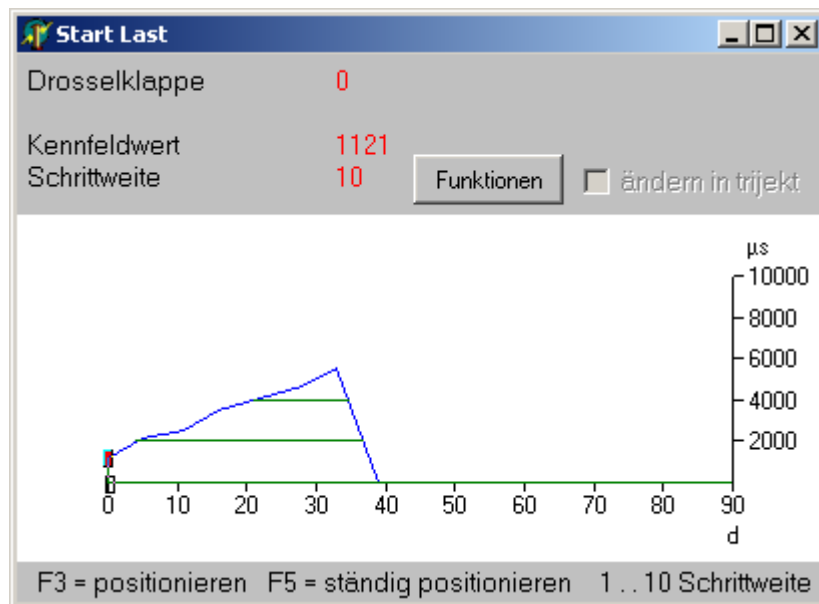 Start Last
Drosselklappe 0
Kennfeldwert 1121
Schrittweite 10 Funktionen ändern in trijekt
µs
10000
8000
6000
4000
2000
0 10 20 30 40 50 60 70 80 90
d
F3 = positionieren F5 = ständig positionieren 1 . . 10 Schrittweite